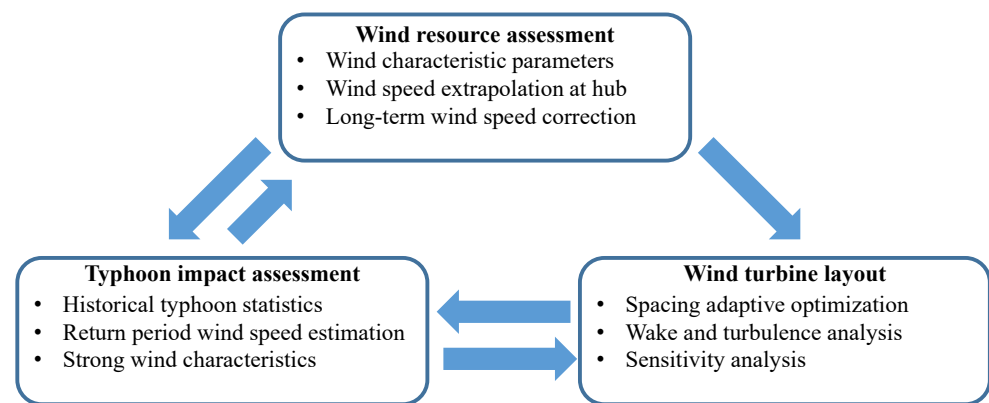 Wind resource assessment
• Wind characteristic parameters
• Wind speed extrapolation at hub
• Long-term wind speed correction
Typhoon impact assessment
• Historical typhoon statistics
• Return period wind speed estimation
• Strong wind characteristics
Wind turbine layout
• Spacing adaptive optimization
• Wake and turbulence analysis
• Sensitivity analysis